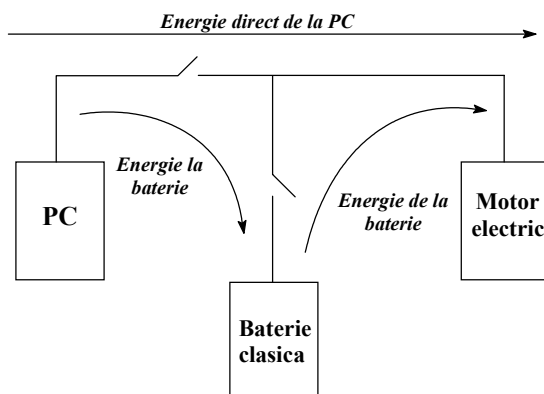 Energie direct de la PC
Energie la
baterie
PC
Energie de la
baterie
Motor
electric
Baterie
clasica